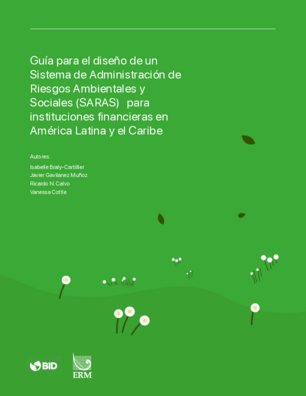 Guía para el diseño de un
Sistema de Administración de
Riesgos Ambientales y
Sociales (SARAS) para
instituciones financieras en
América Latina y el Caribe
Autores:
Isabelle Braly-Cartillier
Javier Gavilanez Muñoz
Ricardo N. Calvo
Vanessa Cottle
BID
ERM